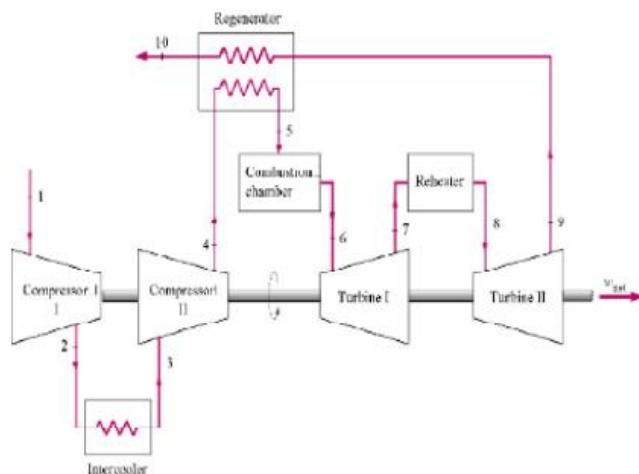 Regenerator
10
5
Combustion
chamber
Reheater
1
4
6
7
8
9
Compressor I
I
Compressor
II
Turbine I
Turbine II
w net
2
3
Intercooler